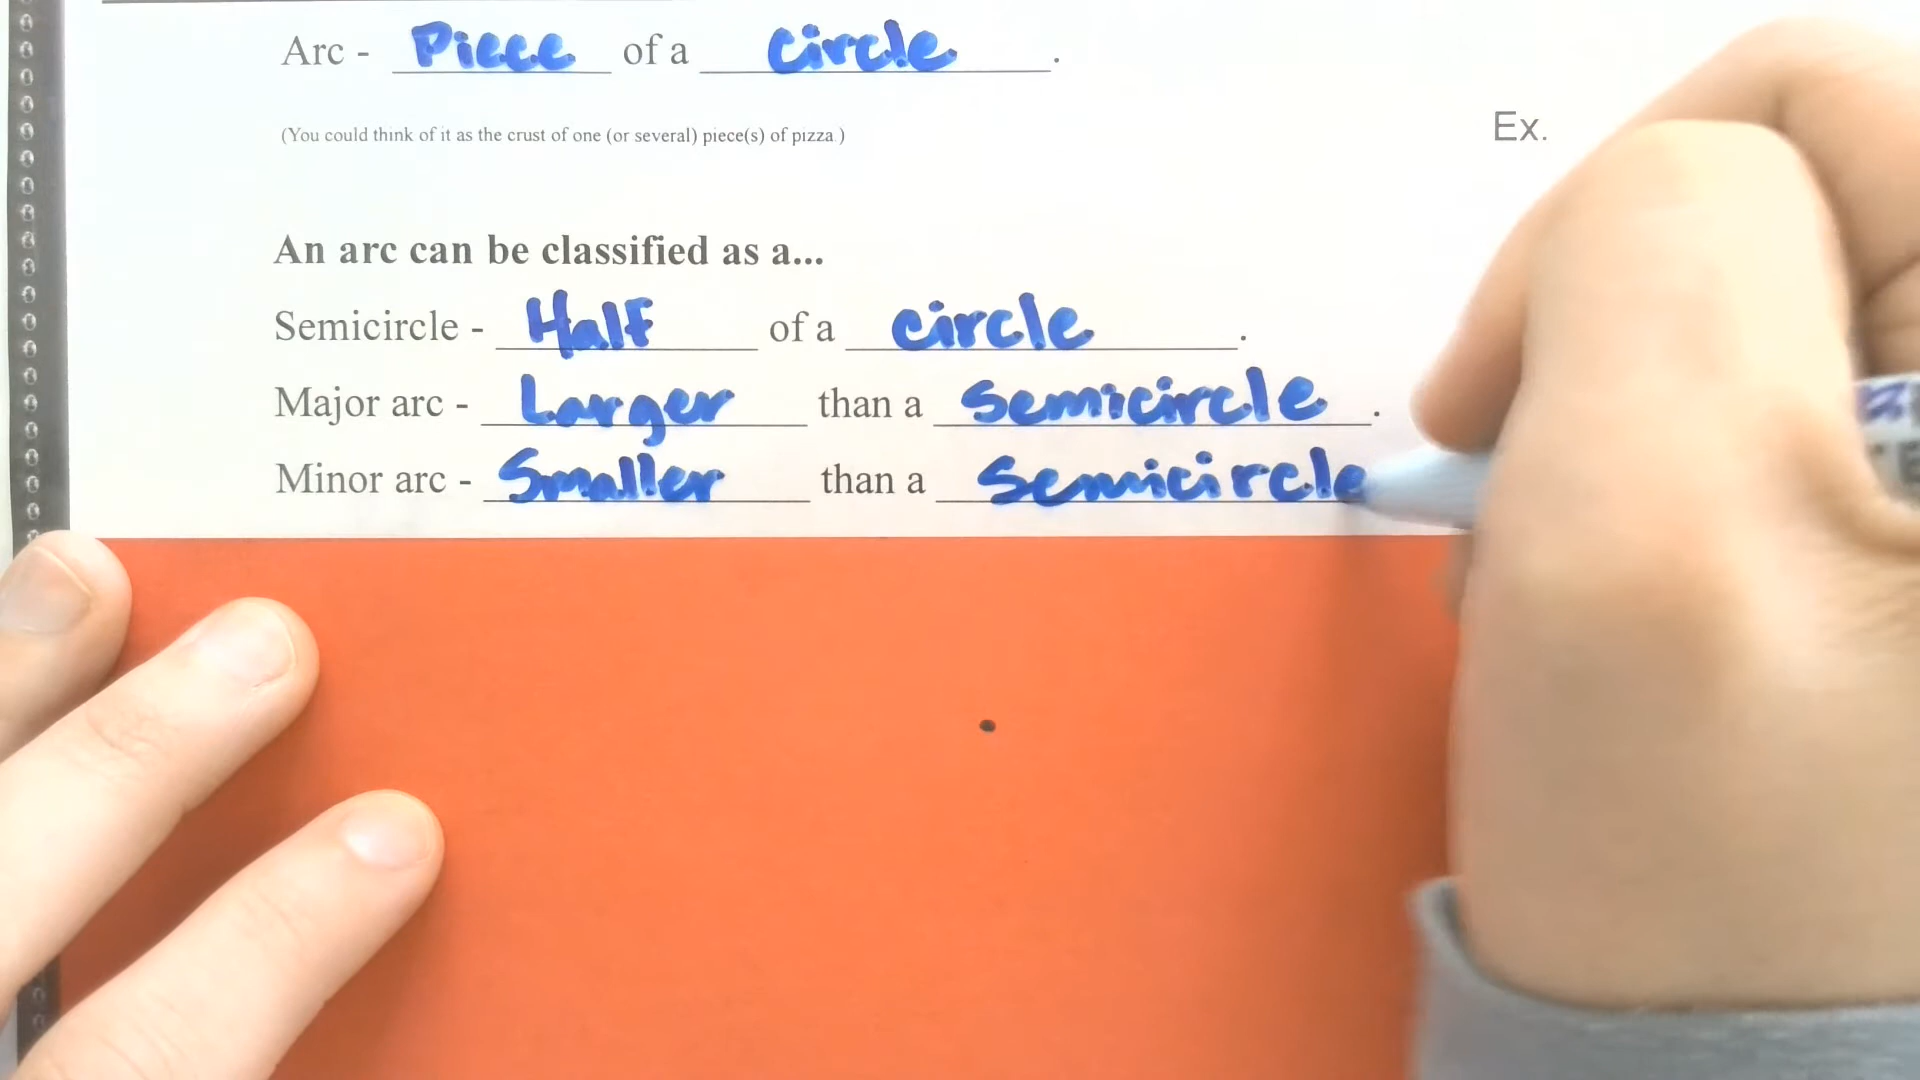 Arc - Piece of a circle.
(You could think of it as the crust of one (or several) piece(s) of pizza.)
Ex.
An arc can be classified as a...
Semicircle - Half of a circle.
Major arc - Larger than a semicircle.
Minor arc - Smaller than a semicircle